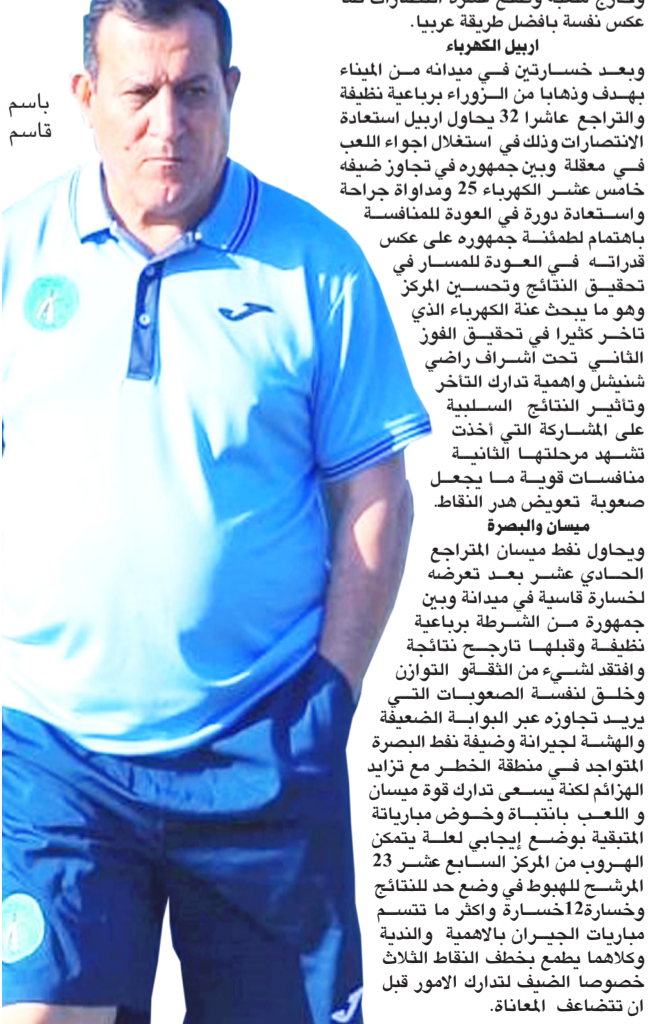 عكس نفسة بافضل طريقة عربيا.
اربيل الكهرباء
وبعد خسارتين في ميدانه من الميناء
بهدف وذهابا من الزوراء برباعية نظيفة
والتراجع عاشرا 32 يحاول اربيل استعادة
الانتصارات وذلك في استغلال اجواء اللعب
في معقلة وبين جمهوره في تجاوز ضيفه
خامس عشر الكهرباء 25 ومداواة جراحة
واستعادة دورة في العودة للمنافسة
باهتمام لطمئنة جمهوره على عكس
قدراته في العودة للمسار في
تحقيق النتائج وتحسين المركز
وهو ما يبحث عنة الكهرباء الذي
تاخر كثيرا في تحقيق الفوز
الثاني تحت اشراف راضي
شنيشل واهمية تدارك التأخر
وتأثير النتائج السلبية
على المشاركة التي أخذت
تشهد مرحلتها الثانية
منافسات قوية ما يجعل
صعوبة تعويض هدر النقاط.
ميسان والبصرة
ويحاول نفط ميسان المتراجع
الحادي عشر بعد تعرضه
لخسارة قاسية في ميدانة وبين
جمهورة من الشرطة برباعية
نظيفة وقبلها تارجح نتائجة
وافتقد لشيء من الثقةو التوازن
وخلق لنفسة الصعوبات التي
يريد تجاوزه عبر البوابة الضعيفة
والهشة لجيرانة وضيفة نفط البصرة
المتواجد في منطقة الخطر مع تزايد
الهزائم لكنة يسعى تدارك قوة ميسان
و اللعب بانتباة وخوض مبارياتة
المتبقية بوضع إيجابي لعلة يتمكن
الهروب من المركز السابع عشر 23
المرشح للهبوط في وضع حد للنتائج
وخسارة12خسارة واكثر ما تتسم
مباريات الجيران بالاهمية والندية
وكلاهما يطمع بخطف النقاط الثلاث
خصوصا الضيف لتدارك الامور قبل
ان تتضاعف المعاناة.
باسم
قاسم